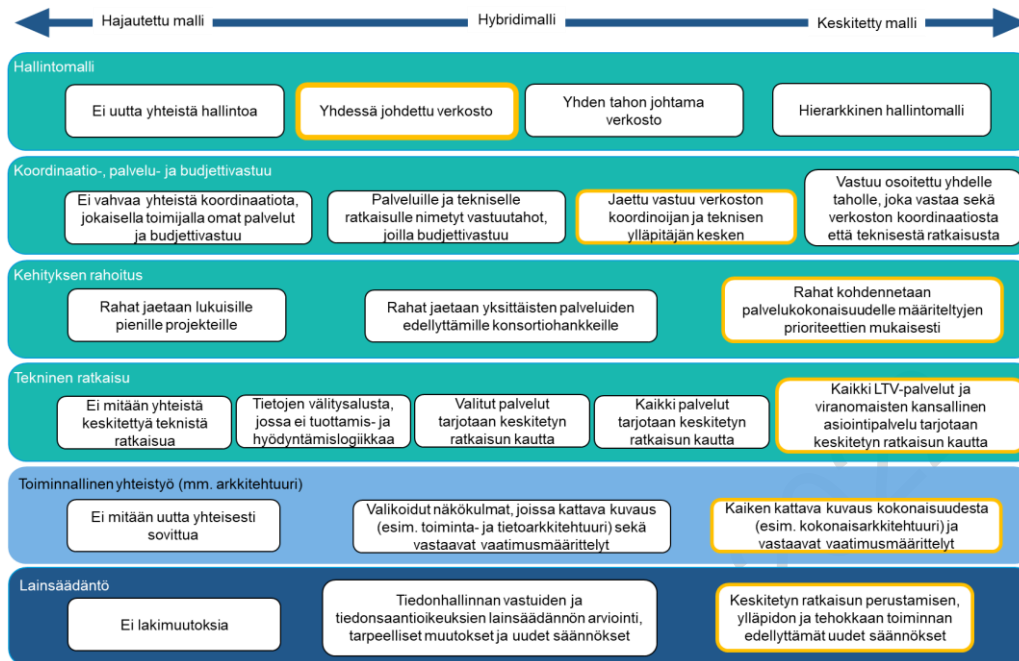 Hajautettu malli
Hybridimalli
Keskitetty malli
Hallintomalli
Ei uutta yhteistä hallintoa
Yhdessä johdettu verkosto
Yhden tahon johtama
verkosto
Hierarkkinen hallintomalli
Koordinaatio-, palvelu- ja budjettivastuu
Ei vahvaa yhteistä koordinaatiota,
jokaisella toimijalla omat palvelut
ja budjettivastuu
Palveluille ja tekniselle
ratkaisulle nimetyt vastuutahot,
joilla budjettivastuu
Jaettu vastuu verkoston
koordinoijan ja teknisen
ylläpitäjän kesken
Vastuu osoitettu yhdelle
taholle, joka vastaa sekä
verkoston koordinaatiosta
että teknisestä ratkaisusta
Kehityksen rahoitus
Rahat jaetaan lukuisille
pienille projekteille
Rahat jaetaan yksittäisten palveluiden
edellyttämille konsortiohankkeille
Rahat kohdennetaan
palvelukokonaisuudelle määriteltyjen
prioriteettien mukaisesti
Tekninen ratkaisu
Ei mitään yhteistä
keskitettyä teknistä
ratkaisua
Tietojen välitysalusta,
jossa ei tuottamis- ja
hyödyntämislogiikkaa
Valitut palvelut
tarjotaan keskitetyn
ratkaisun kautta
Kaikki palvelut
tarjotaan keskitetyn
ratkaisun kautta
Kaikki LTV-palvelut ja
viranomaisten kansallinen
asiointipalvelu tarjotaan
keskitetyn ratkaisun kautta
Toiminnallinen yhteistyö (mm. arkkitehtuuri)
Ei mitään uutta yhteisesti
sovittua
Valikoidut näkökulmat, joissa kattava kuvaus
(esim. toiminta- ja tietoarkkitehtuuri) sekä
vastaavat vaatimusmäärittelyt
Kaiken kattava kuvaus kokonaisuudesta
(esim. kokonaisarkkitehtuuri) ja
vastaavat vaatimusmäärittelyt
Lainsäädäntö
Ei lakimuutoksia
Tiedonhallinnan vastuiden ja
tiedonsaantioikeuksien lainsäädännön arviointi,
tarpeelliset muutokset ja uudet säännökset
Keskitetyn ratkaisun perustamisen,
ylläpidon ja tehokkaan toiminnan
edellyttämät uudet säännökset